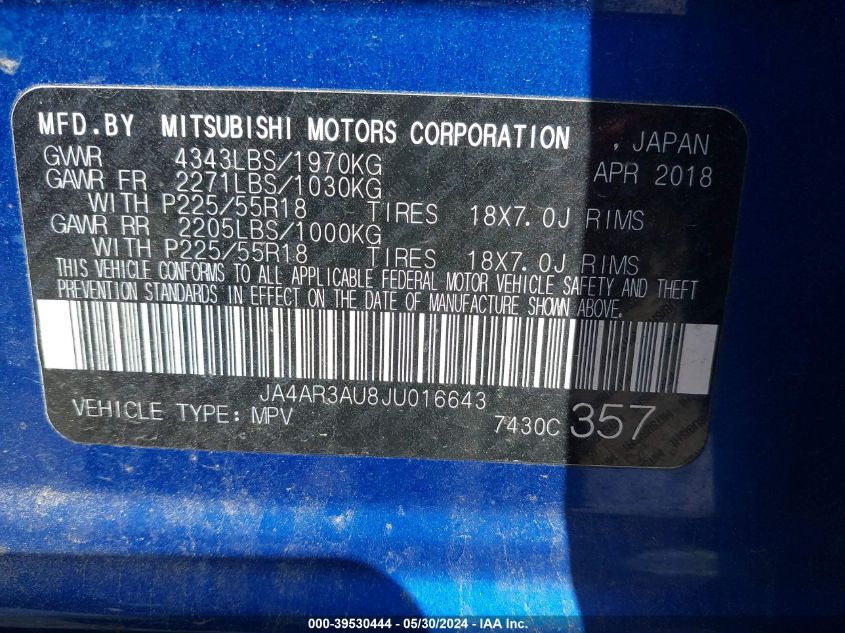 MFD.BY MITSUBISHI MOTORS CORPORATION , JAPAN
GVWR 4343LBS/1970KG APR 2018
GAWR FR 2271LBS/1030KG
WITH P225/55R18 TIRES 18X7.0J RIMS
GAWR RR 2205LBS/1000KG
WITH P225/55R18 TIRES 18X7.0J RIMS
THIS VEHICLE CONFORMS TO ALL APPLICABLE FEDERAL MOTOR VEHICLE SAFETY AND THEFT
PREVENTION STANDARDS IN EFFECT ON THE DATE OF MANUFACTURE SHOWN ABOVE.
JA4AR3AU8JU016643
VEHICLE TYPE: MPV 7430C 357
000-39530444 - 05/30/2024 - IAA Inc.